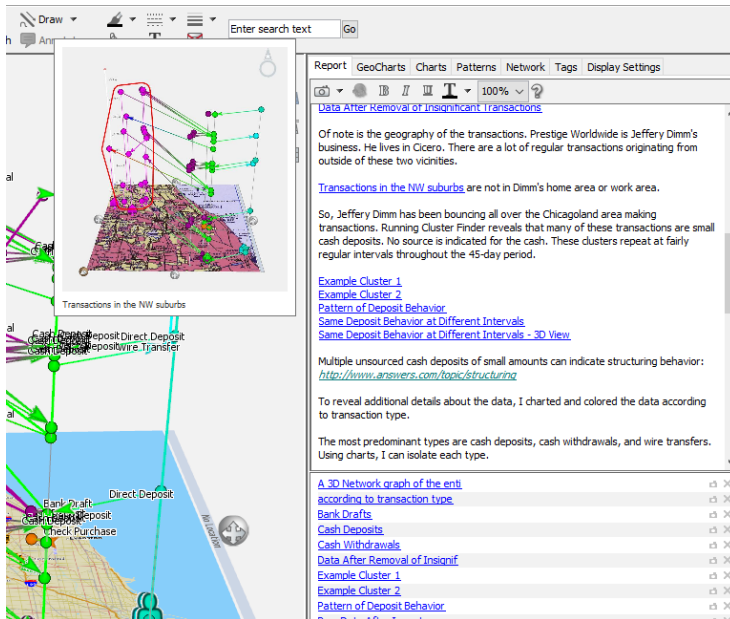 Draw
Enter search text
Go
Transactions in the NW suburbs
Report GeoCharts Charts Patterns Network Tags Display Settings
B I U T 100%
Data After Removal of Insignificant Transactions
Of note is the geography of the transactions. Prestige Worldwide is Jeffery Dimm's
business. He lives in Cicero. There are a lot of regular transactions originating from
outside of these two vicinities.
Transactions in the NW suburbs are not in Dimm's home area or work area.
So, Jeffery Dimm has been bouncing all over the Chicagoland area making
transactions. Running Cluster Finder reveals that many of these transactions are small
cash deposits. No source is indicated for the cash. These clusters repeat at fairly
regular intervals throughout the 45-day period.
Example Cluster 1
Example Cluster 2
Pattern of Deposit Behavior
Same Deposit Behavior at Different Intervals
Same Deposit Behavior at Different Intervals - 3D View
Multiple unsourced cash deposits of small amounts can indicate structuring behavior:
http://www.answers.com/topic/structuring
To reveal additional details about the data, I charted and colored the data according
to transaction type.
The most predominant types are cash deposits, cash withdrawals, and wire transfers.
Using charts, I can isolate each type.
A 3D Network graph of the enti
according to transaction type
Bank Drafts
Cash Deposits
Cash Withdrawals
Data After Removal of Insignif
Example Cluster 1
Example Cluster 2
Pattern of Deposit Behavior
al
al
al
Cash Deposit
Direct Deposit
Wire Transfer
Direct Deposit
Bank Draft
Cash Deposit
Check Purchase
No Location